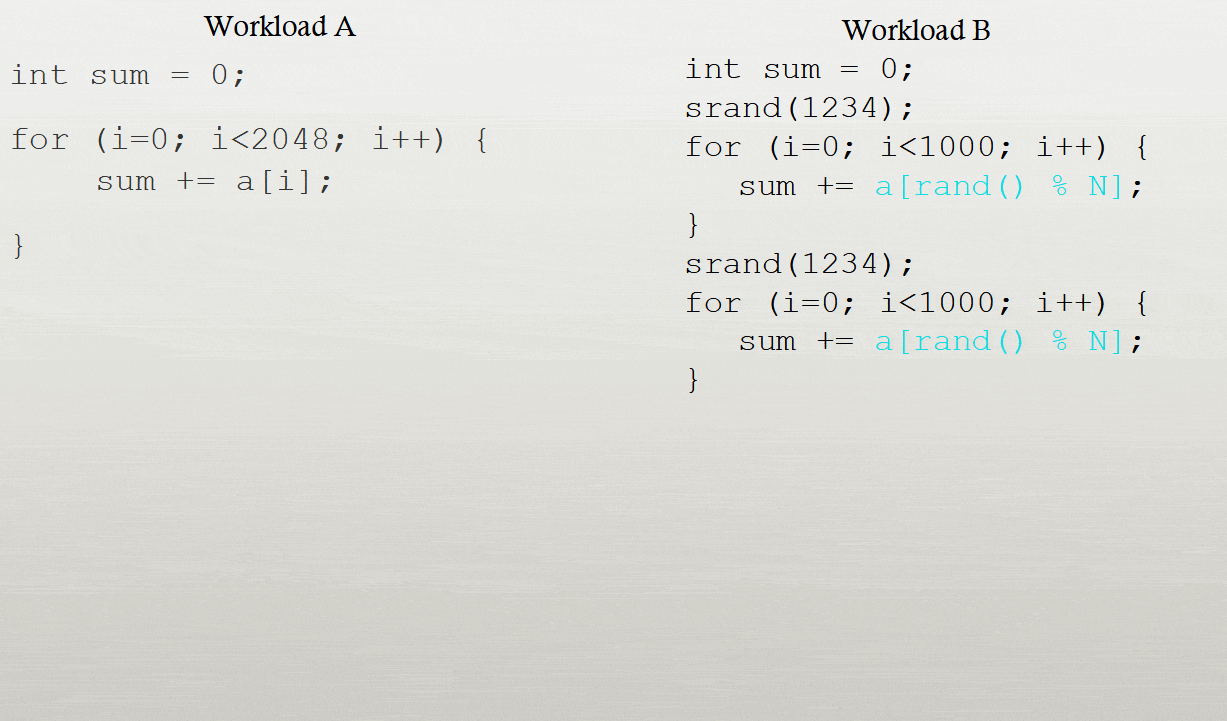 Workload A
int sum = 0;
for (i=0; i<2048; i++) {
    sum += a[i];
}
Workload B
int sum = 0;
srand(1234);
for (i=0; i<1000; i++) {
   sum += a[rand() % N];
}
srand(1234);
for (i=0; i<1000; i++) {
   sum += a[rand() % N];
}